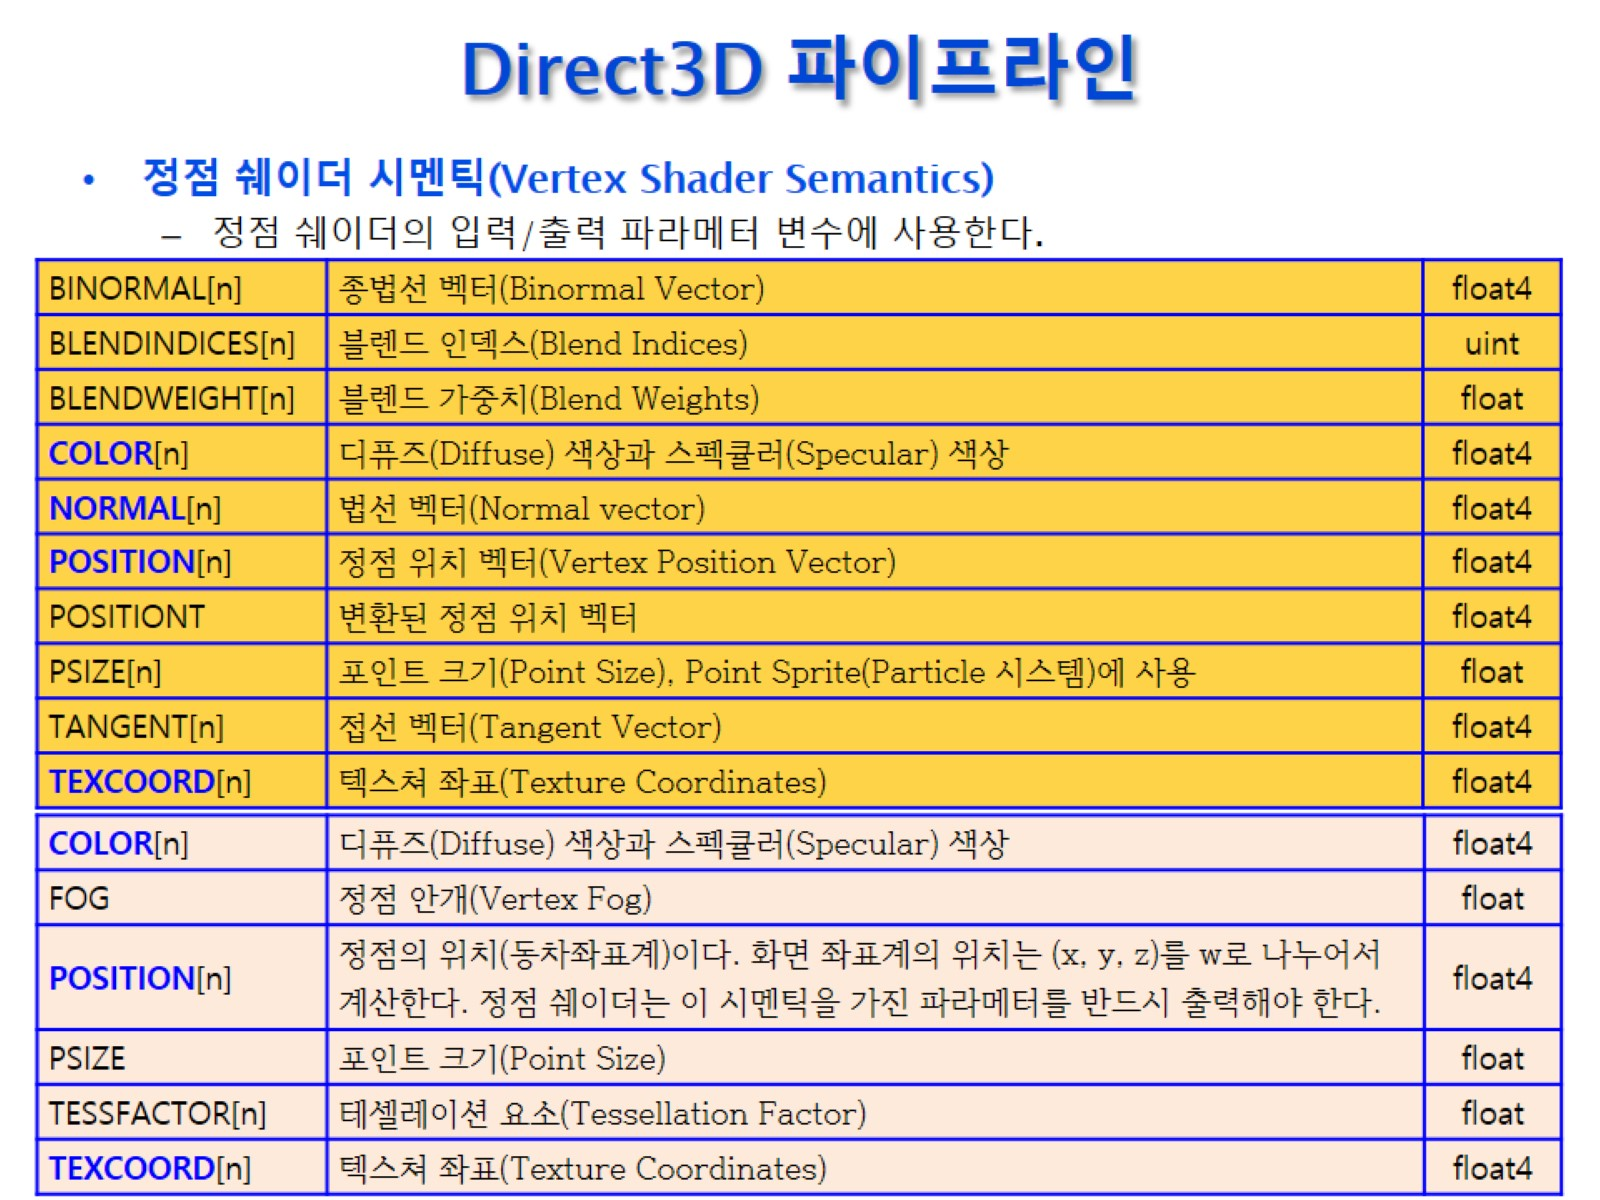 Direct3D 파이프라인
• 정점 쉐이더 시멘틱(Vertex Shader Semantics)
– 정점 쉐이더의 입력/출력 파라메터 변수에 사용한다.
BINORMAL[n] 종법선 벡터(Binormal Vector) float4
BLENDINDICES[n] 블렌드 인덱스(Blend Indices) uint
BLENDWEIGHT[n] 블렌드 가중치(Blend Weights) float
COLOR[n] 디퓨즈(Diffuse) 색상과 스펙큘러(Specular) 색상 float4
NORMAL[n] 법선 벡터(Normal vector) float4
POSITION[n] 정점 위치 벡터(Vertex Position Vector) float4
POSITIONT 변환된 정점 위치 벡터 float4
PSIZE[n] 포인트 크기(Point Size), Point Sprite(Particle 시스템)에 사용 float
TANGENT[n] 접선 벡터(Tangent Vector) float4
TEXCOORD[n] 텍스쳐 좌표(Texture Coordinates) float4
COLOR[n] 디퓨즈(Diffuse) 색상과 스펙큘러(Specular) 색상 float4
FOG 정점 안개(Vertex Fog) float
POSITION[n] 정점의 위치(동차좌표계)이다. 화면 좌표계의 위치는 (x, y, z)를 w로 나누어서
계산한다. 정점 쉐이더는 이 시멘틱을 가진 파라메터를 반드시 출력해야 한다. float4
PSIZE 포인트 크기(Point Size) float
TESSFACTOR[n] 테셀레이션 요소(Tessellation Factor) float
TEXCOORD[n] 텍스쳐 좌표(Texture Coordinates) float4